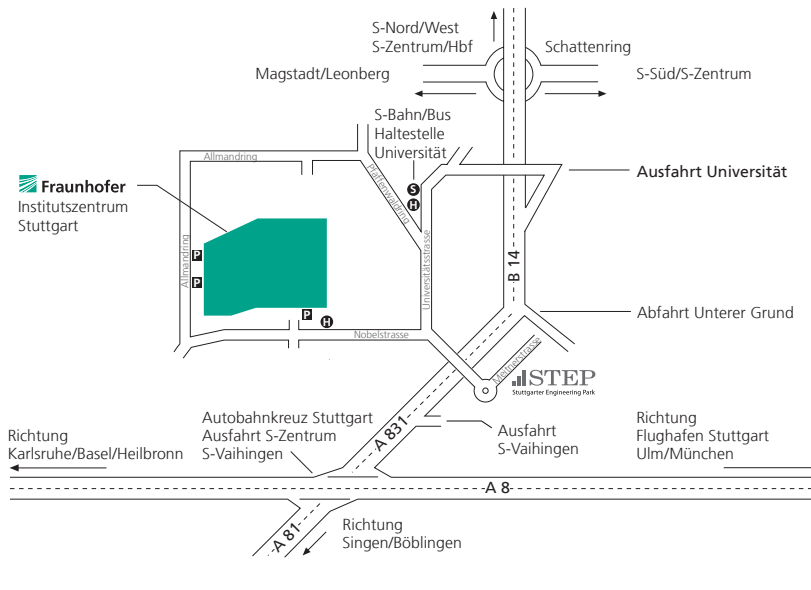 S-Nord/West
S-Zentrum/Hbf
Schattenring
Magstadt/Leonberg
S-Süd/S-Zentrum
S-Bahn/Bus
Haltestelle
Universität
Allmandring
Pfaffenwaldring
Ausfahrt Universität
Fraunhofer
Institutszentrum
Stuttgart
S
H
Allmandring
P
P
Universitätsstrasse
B 14
P
H
Abfahrt Unterer Grund
Nobelstrasse
Meitnerstrasse
STEP
Stuttgarter Engineering Park
Autobahnkreuz Stuttgart
Ausfahrt S-Zentrum
S-Vaihingen
A 831
Ausfahrt
S-Vaihingen
Richtung
Flughafen Stuttgart
Ulm/München
Richtung
Karlsruhe/Basel/Heilbronn
A 8
A 81
Richtung
Singen/Böblingen